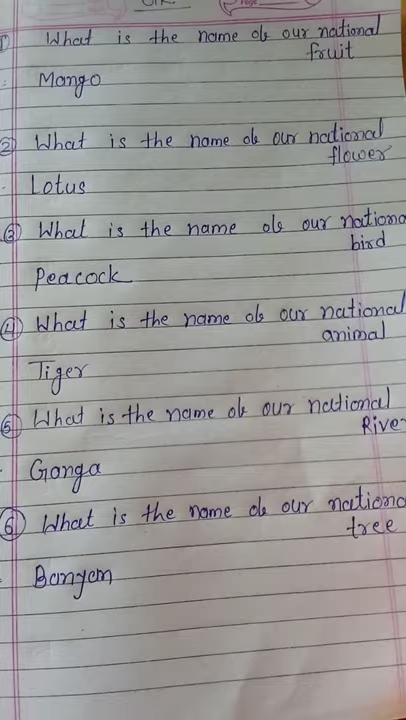 G.K.
Page
① What is the name of our national
fruit
Mango
② What is the name of our national
flower
Lotus
③ What is the name of our nationa
bird
Peacock
④ What is the name of our national
animal
Tiger
⑤ What is the name of our national
River
Ganga
⑥ What is the name of our nationa
tree
Banyan